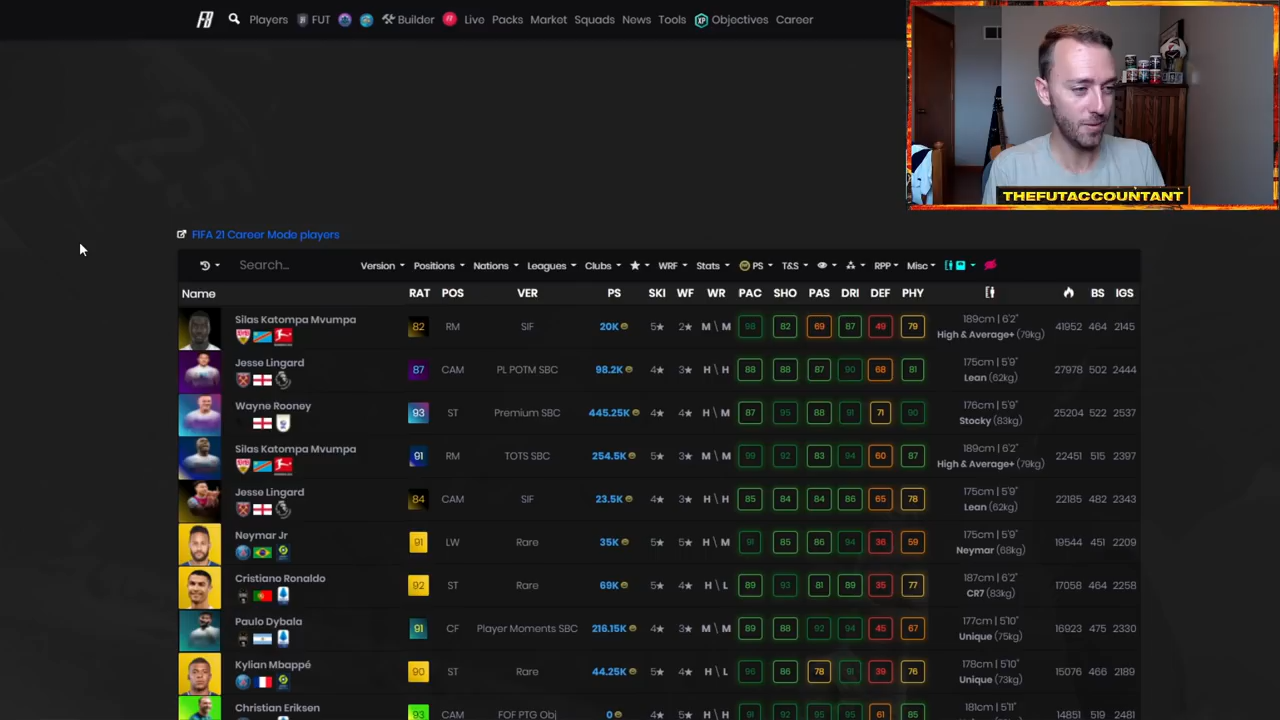 Players FUT Builder Live Packs Market Squads News Tools XP Objectives Career
THEFUTACCOUNTANT
FIFA 21 Career Mode players
Search... Version Positions Nations Leagues Clubs WRF Stats PS T&S RPP Misc
Name RAT POS VER PS SKI WF WR PAC SHO PAS DRI DEF PHY BS IGS
Silas Katompa Mvumpa 82 RM SIF 20K 5★ 2★ M \ M 98 82 69 87 49 79 189cm | 6'2" High & Average+ (79kg) 41952 464 2145
Jesse Lingard 87 CAM PL POTM SBC 98.2K 4★ 3★ H \ H 88 88 87 90 68 81 175cm | 5'9" Lean (62kg) 27978 502 2444
Wayne Rooney 93 ST Premium SBC 445.25K 4★ 4★ H \ M 87 95 88 91 71 90 176cm | 5'9" Stocky (83kg) 25204 522 2537
Silas Katompa Mvumpa 91 RM TOTS SBC 254.5K 5★ 3★ M \ M 99 92 83 94 60 87 189cm | 6'2" High & Average+ (79kg) 22451 515 2397
Jesse Lingard 84 CAM SIF 23.5K 4★ 3★ H \ H 85 84 84 86 65 78 175cm | 5'9" Lean (62kg) 22185 482 2343
Neymar Jr 91 LW Rare 35K 5★ 5★ H \ M 91 85 86 94 36 59 175cm | 5'9" Neymar (68kg) 19544 451 2209
Cristiano Ronaldo 92 ST Rare 69K 5★ 4★ H \ L 89 93 81 89 35 77 187cm | 6'2" CR7 (83kg) 17058 464 2258
Paulo Dybala 91 CF Player Moments SBC 216.15K 4★ 3★ M \ M 89 88 92 94 45 67 177cm | 5'10" Unique (75kg) 16923 475 2330
Kylian Mbappé 90 ST Rare 44.25K 5★ 4★ H \ L 96 86 78 91 39 76 178cm | 5'10" Unique (73kg) 15076 466 2189
Christian Eriksen 93 CAM FOF PTG Obj 0 4★ 5★ H \ H 91 92 95 95 61 85 181cm | 5'11" 14851 519 2481